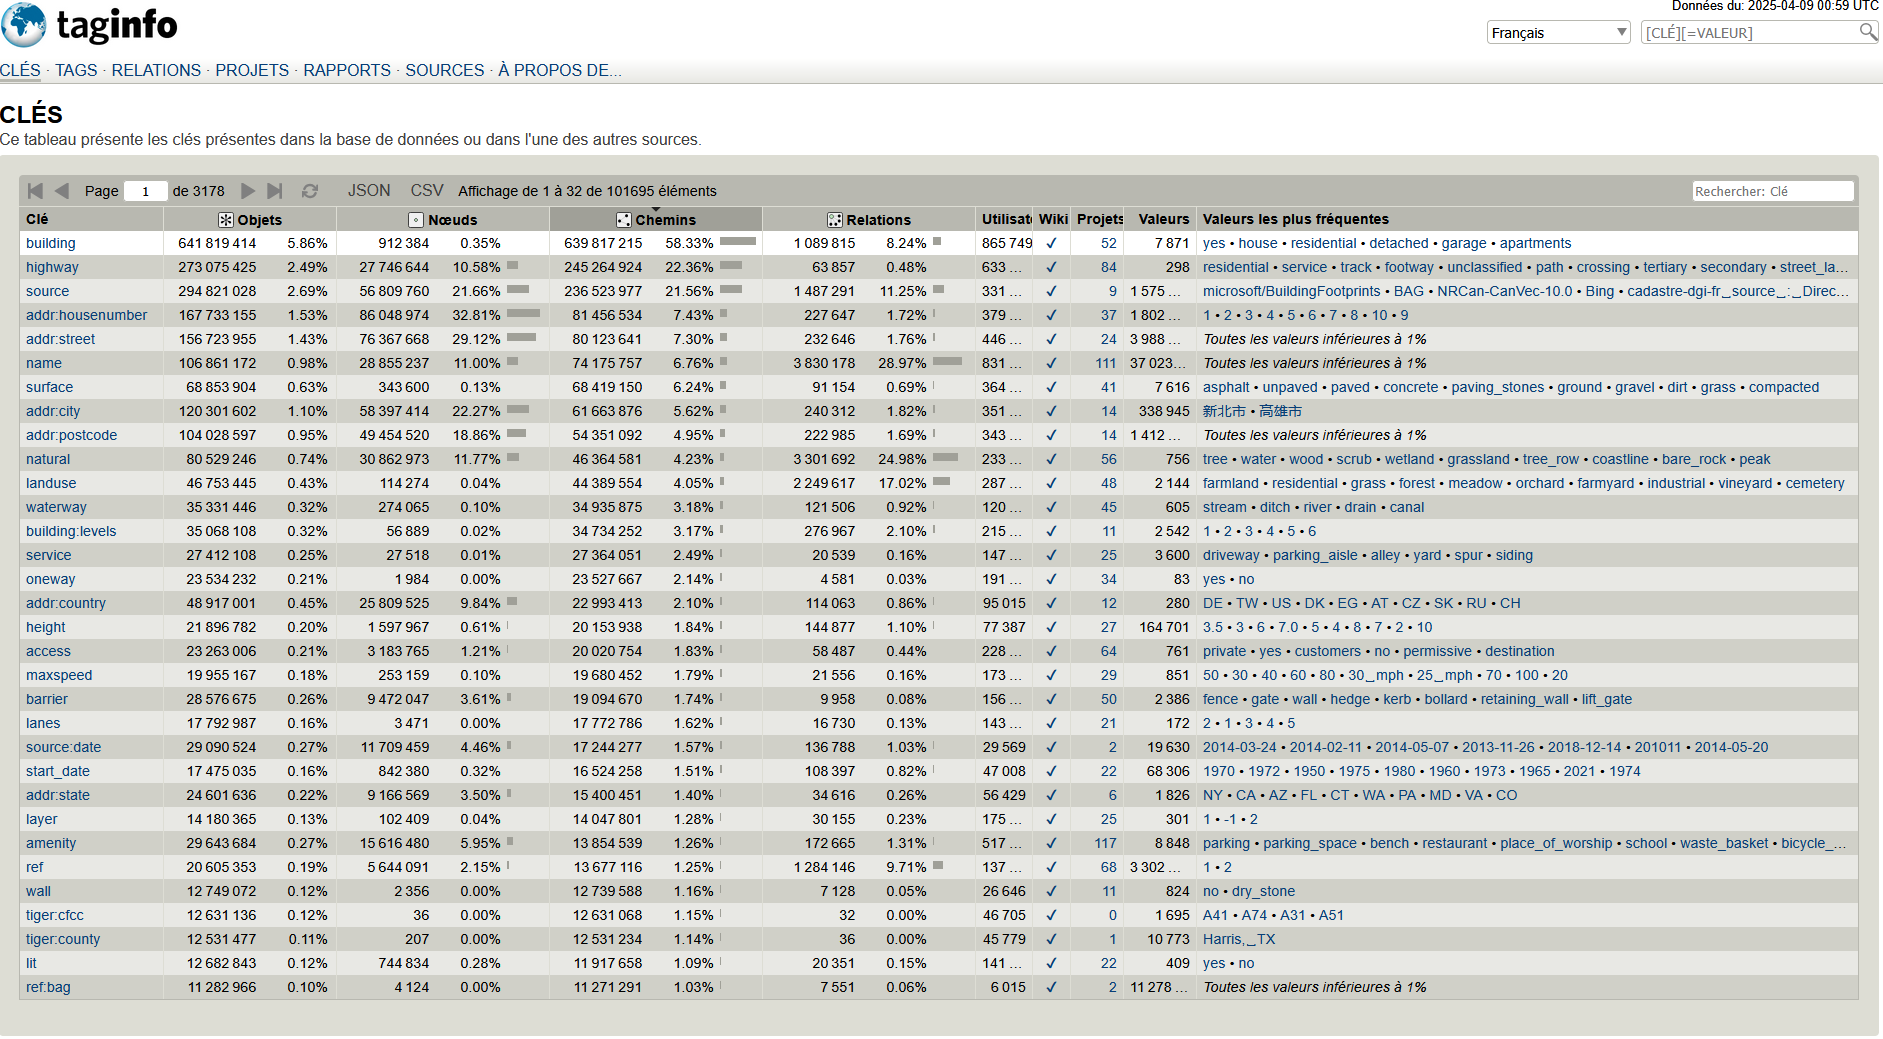 Données du: 2025-04-09 00:59 UTC
taginfo
Français
[CLÉ][=VALEUR]
CLÉS · TAGS · RELATIONS · PROJETS · RAPPORTS · SOURCES · À PROPOS DE...
CLÉS
Ce tableau présente les clés présentes dans la base de données ou dans l'une des autres sources.
Page 1 de 3178 JSON CSV Affichage de 1 à 32 de 101695 éléments Rechercher: Clé
Clé Objets Nœuds Chemins Relations Utilisat Wiki Projets Valeurs Valeurs les plus fréquentes
building 641 819 414 5.86% 912 384 0.35% 639 817 215 58.33% 1 089 815 8.24% 865 749 ✓ 52 7 871 yes • house • residential • detached • garage • apartments
highway 273 075 425 2.49% 27 746 644 10.58% 245 264 924 22.36% 63 857 0.48% 633 ... ✓ 84 298 residential • service • track • footway • unclassified • path • crossing • tertiary • secondary • street_la...
source 294 821 028 2.69% 56 809 760 21.66% 236 523 977 21.56% 1 487 291 11.25% 331 ... ✓ 9 1 575 ... microsoft/BuildingFootprints • BAG • NRCan-CanVec-10.0 • Bing • cadastre-dgi-fr␣source␣:␣Direc...
addr:housenumber 167 733 155 1.53% 86 048 974 32.81% 81 456 534 7.43% 227 647 1.72% 379 ... ✓ 37 1 802 ... 1 • 2 • 3 • 4 • 5 • 6 • 7 • 8 • 10 • 9
addr:street 156 723 955 1.43% 76 367 668 29.12% 80 123 641 7.30% 232 646 1.76% 446 ... ✓ 24 3 988 ... Toutes les valeurs inférieures à 1%
name 106 861 172 0.98% 28 855 237 11.00% 74 175 757 6.76% 3 830 178 28.97% 831 ... ✓ 111 37 023... Toutes les valeurs inférieures à 1%
surface 68 853 904 0.63% 343 600 0.13% 68 419 150 6.24% 91 154 0.69% 364 ... ✓ 41 7 616 asphalt • unpaved • paved • concrete • paving_stones • ground • gravel • dirt • grass • compacted
addr:city 120 301 602 1.10% 58 397 414 22.27% 61 663 876 5.62% 240 312 1.82% 351 ... ✓ 14 338 945 新北市 • 高雄市
addr:postcode 104 028 597 0.95% 49 454 520 18.86% 54 351 092 4.95% 222 985 1.69% 343 ... ✓ 14 1 412 ... Toutes les valeurs inférieures à 1%
natural 80 529 246 0.74% 30 862 973 11.77% 46 364 581 4.23% 3 301 692 24.98% 233 ... ✓ 56 756 tree • water • wood • scrub • wetland • grassland • tree_row • coastline • bare_rock • peak
landuse 46 753 445 0.43% 114 274 0.04% 44 389 554 4.05% 2 249 617 17.02% 287 ... ✓ 48 2 144 farmland • residential • grass • forest • meadow • orchard • farmyard • industrial • vineyard • cemetery
waterway 35 331 446 0.32% 274 065 0.10% 34 935 875 3.18% 121 506 0.92% 120 ... ✓ 45 605 stream • ditch • river • drain • canal
building:levels 35 068 108 0.32% 56 889 0.02% 34 734 252 3.17% 276 967 2.10% 215 ... ✓ 11 2 542 1 • 2 • 3 • 4 • 5 • 6
service 27 412 108 0.25% 27 518 0.01% 27 364 051 2.49% 20 539 0.16% 147 ... ✓ 25 3 600 driveway • parking_aisle • alley • yard • spur • siding
oneway 23 534 232 0.21% 1 984 0.00% 23 527 667 2.14% 4 581 0.03% 191 ... ✓ 34 83 yes • no
addr:country 48 917 001 0.45% 25 809 525 9.84% 22 993 413 2.10% 114 063 0.86% 95 015 ✓ 12 280 DE • TW • US • DK • EG • AT • CZ • SK • RU • CH
height 21 896 782 0.20% 1 597 967 0.61% 20 153 938 1.84% 144 877 1.10% 77 387 ✓ 27 164 701 3.5 • 3 • 6 • 7.0 • 5 • 4 • 8 • 7 • 2 • 10
access 23 263 006 0.21% 3 183 765 1.21% 20 020 754 1.83% 58 487 0.44% 228 ... ✓ 64 761 private • yes • customers • no • permissive • destination
maxspeed 19 955 167 0.18% 253 159 0.10% 19 680 452 1.79% 21 556 0.16% 173 ... ✓ 29 851 50 • 30 • 40 • 60 • 80 • 30␣mph • 25␣mph • 70 • 100 • 20
barrier 28 576 675 0.26% 9 472 047 3.61% 19 094 670 1.74% 9 958 0.08% 156 ... ✓ 50 2 386 fence • gate • wall • hedge • kerb • bollard • retaining_wall • lift_gate
lanes 17 792 987 0.16% 3 471 0.00% 17 772 786 1.62% 16 730 0.13% 143 ... ✓ 21 172 2 • 1 • 3 • 4 • 5
source:date 29 090 524 0.27% 11 709 459 4.46% 17 244 277 1.57% 136 788 1.03% 29 569 ✓ 2 19 630 2014-03-24 • 2014-02-11 • 2014-05-07 • 2013-11-26 • 2018-12-14 • 201011 • 2014-05-20
start_date 17 475 035 0.16% 842 380 0.32% 16 524 258 1.51% 108 397 0.82% 47 008 ✓ 22 68 306 1970 • 1972 • 1950 • 1975 • 1980 • 1960 • 1973 • 1965 • 2021 • 1974
addr:state 24 601 636 0.22% 9 166 569 3.50% 15 400 451 1.40% 34 616 0.26% 56 429 ✓ 6 1 826 NY • CA • AZ • FL • CT • WA • PA • MD • VA • CO
layer 14 180 365 0.13% 102 409 0.04% 14 047 801 1.28% 30 155 0.23% 175 ... ✓ 25 301 1 • -1 • 2
amenity 29 643 684 0.27% 15 616 480 5.95% 13 854 539 1.26% 172 665 1.31% 517 ... ✓ 117 8 848 parking • parking_space • bench • restaurant • place_of_worship • school • waste_basket • bicycle_...
ref 20 605 353 0.19% 5 644 091 2.15% 13 677 116 1.25% 1 284 146 9.71% 137 ... ✓ 68 3 302 ... 1 • 2
wall 12 749 072 0.12% 2 356 0.00% 12 739 588 1.16% 7 128 0.05% 26 646 ✓ 11 824 no • dry_stone
tiger:cfcc 12 631 136 0.12% 36 0.00% 12 631 068 1.15% 32 0.00% 46 705 ✓ 0 1 695 A41 • A74 • A31 • A51
tiger:county 12 531 477 0.11% 207 0.00% 12 531 234 1.14% 36 0.00% 45 779 ✓ 1 10 773 Harris,␣TX
lit 12 682 843 0.12% 744 834 0.28% 11 917 658 1.09% 20 351 0.15% 141 ... ✓ 22 409 yes • no
ref:bag 11 282 966 0.10% 4 124 0.00% 11 271 291 1.03% 7 551 0.06% 6 015 ✓ 2 11 278 ... Toutes les valeurs inférieures à 1%